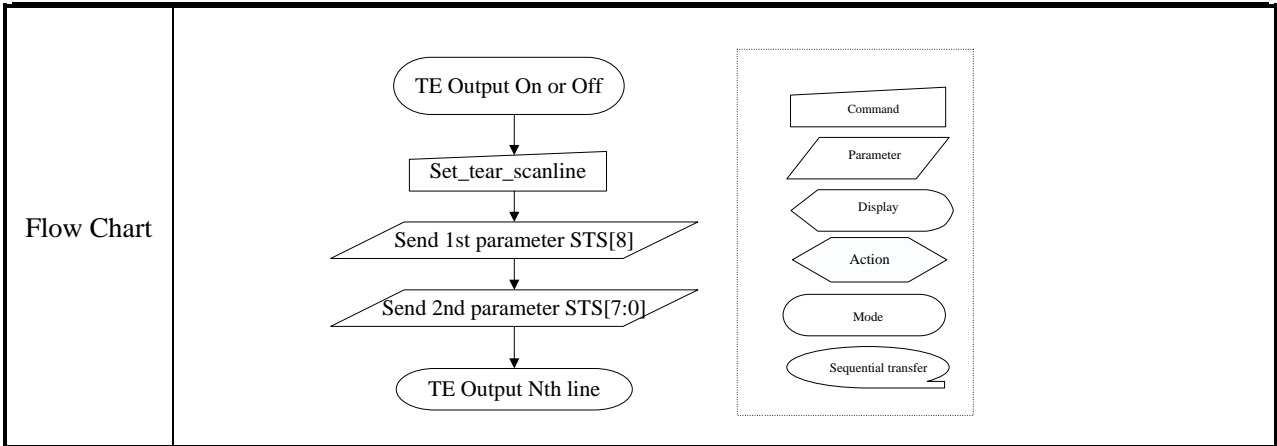 Flow Chart
TE Output On or Off
Set_tear_scanline
Send 1st parameter STS[8]
Send 2nd parameter STS[7:0]
TE Output Nth line
Command
Parameter
Display
Action
Mode
Sequential transfer